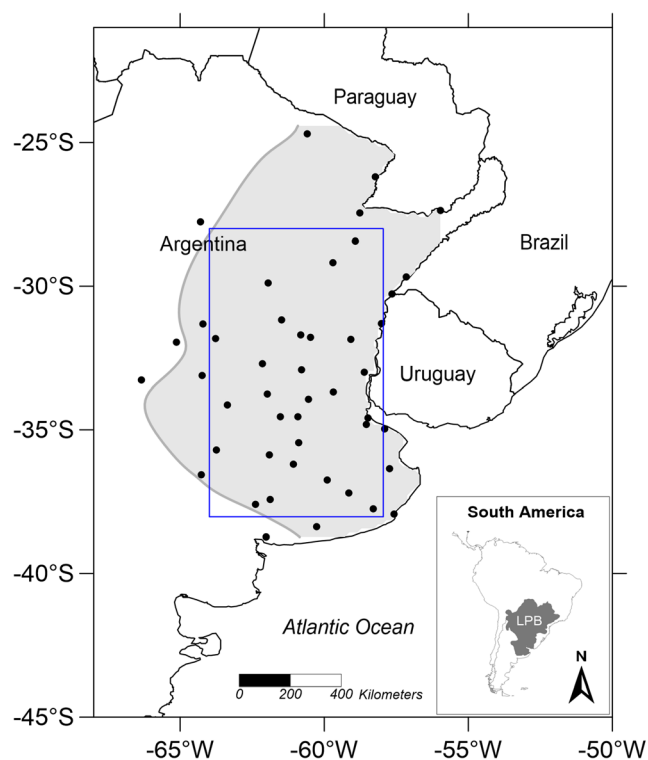 Paraguay
-25°S
Argentina
Brazil
-30°S
Uruguay
-35°S
South America
LPB
-40°S
Atlantic Ocean
N
0 200 400 Kilometers
-45°S
-65°W -60°W -55°W -50°W